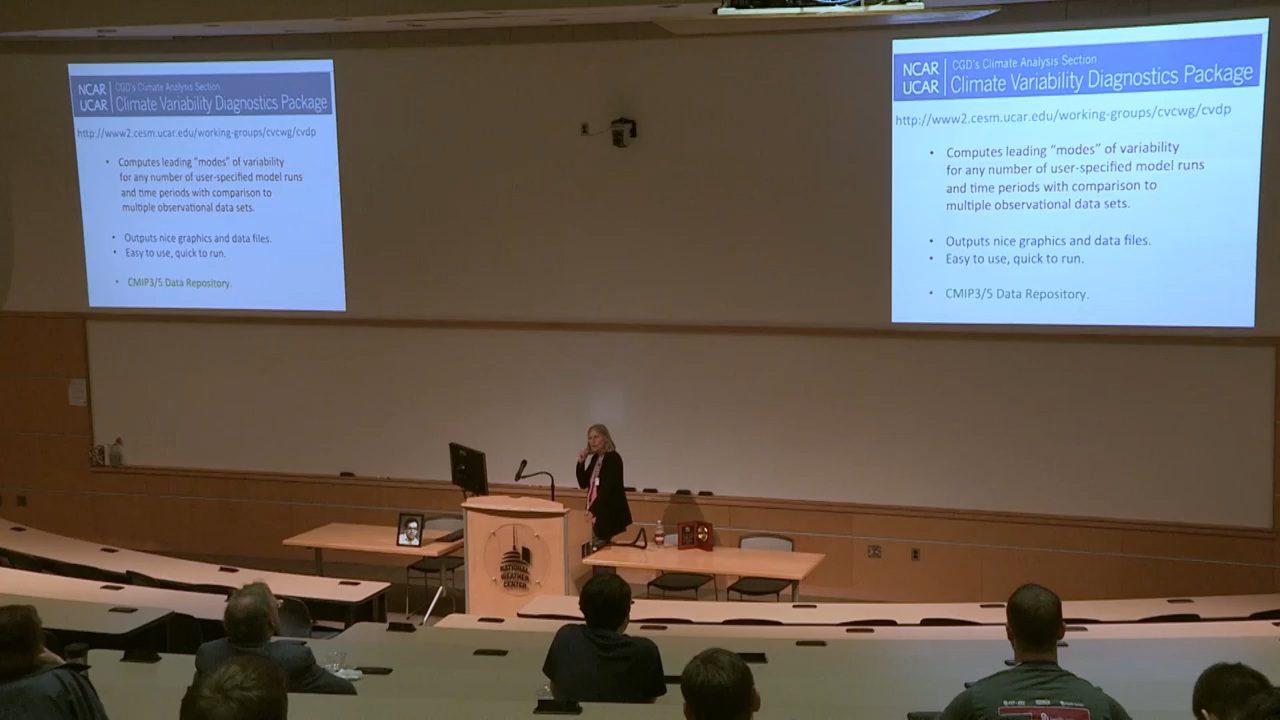 NCAR
UCAR
CGD's Climate Analysis Section
Climate Variability Diagnostics Package
http://www2.cesm.ucar.edu/working-groups/cvcwg/cvdp
• Computes leading “modes” of variability
for any number of user-specified model runs
and time periods with comparison to
multiple observational data sets.
• Outputs nice graphics and data files.
• Easy to use, quick to run.
• CMIP3/5 Data Repository.
NCAR
UCAR
CGD's Climate Analysis Section
Climate Variability Diagnostics Package
http://www2.cesm.ucar.edu/working-groups/cvcwg/cvdp
• Computes leading “modes” of variability
for any number of user-specified model runs
and time periods with comparison to
multiple observational data sets.
• Outputs nice graphics and data files.
• Easy to use, quick to run.
• CMIP3/5 Data Repository.
NATIONAL
WEATHER
CENTER